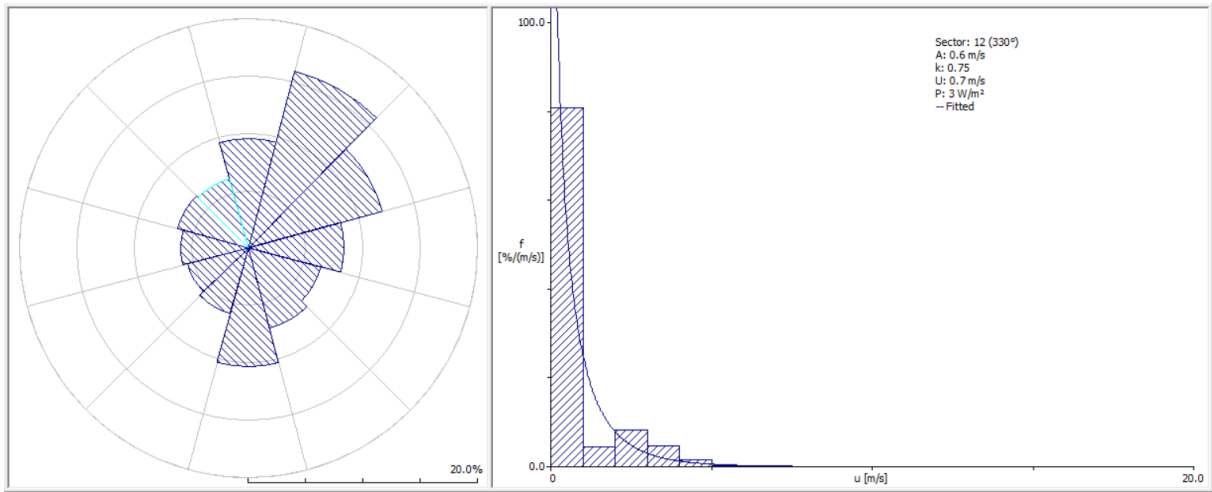 20.0%
100.0
f
[%/(m/s)]
0.0
0
u [m/s]
20.0
Sector: 12 (330°)
A: 0.6 m/s
k: 0.75
U: 0.7 m/s
P: 3 W/m²
-- Fitted